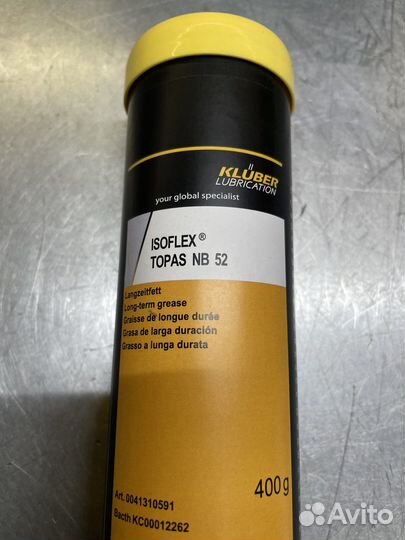 KLÜBER
LUBRICATION
your global specialist
ISOFLEX®
TOPAS NB 52
Langzeitfett
Long-term grease
Graisse de longue durée
Grasa de larga duración
Grasso a lunga durata
400 g
Art. 0041310591
Bacth KC00012262
Avito